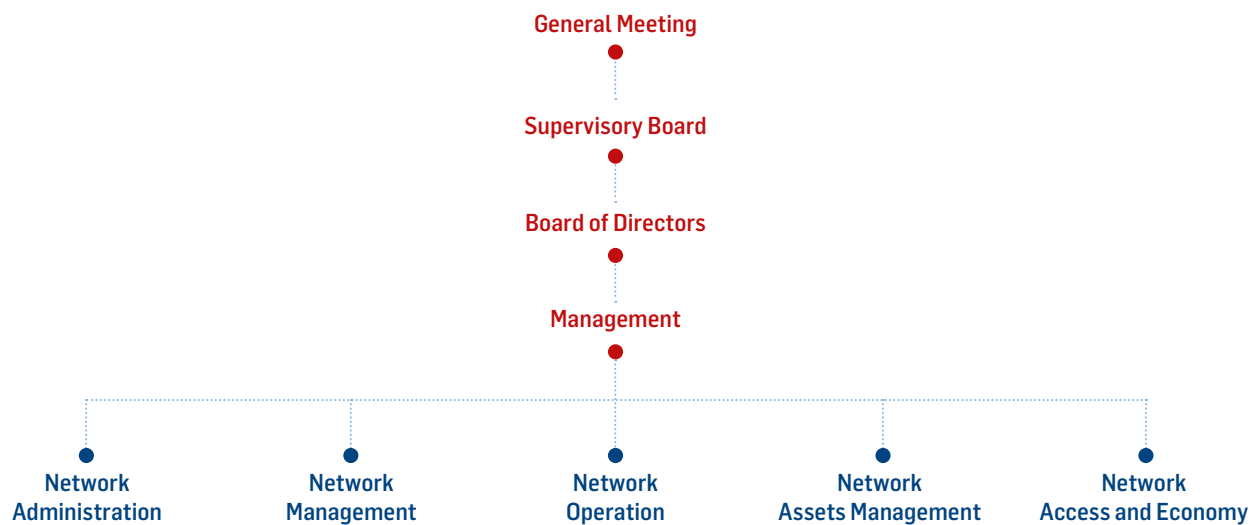 General Meeting
Supervisory Board
Board of Directors
Management
Network
Administration
Network
Management
Network
Operation
Network
Assets Management
Network
Access and Economy